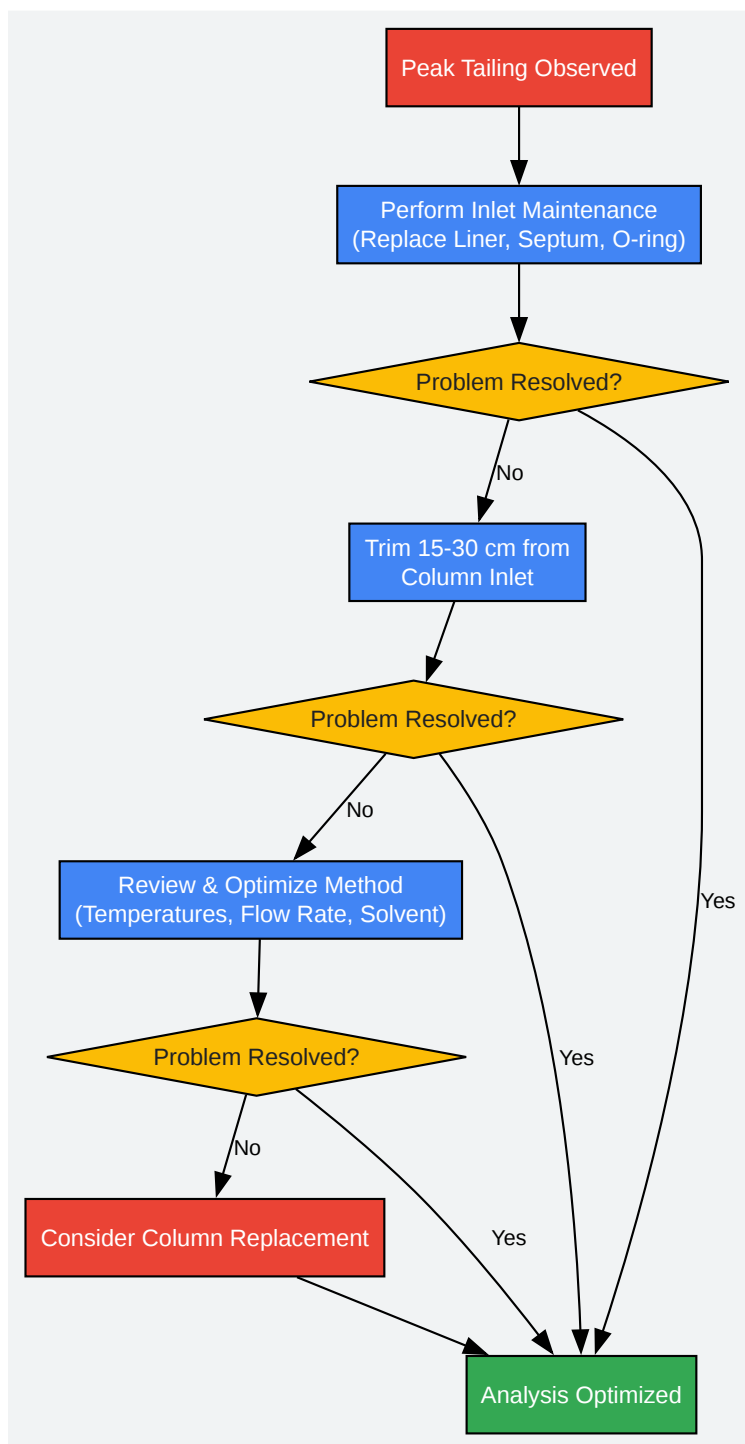 Peak Tailing Observed
Perform Inlet Maintenance
(Replace Liner, Septum, O-ring)
Problem Resolved?
No
Trim 15-30 cm from
Column Inlet
Problem Resolved?
No
Review & Optimize Method
(Temperatures, Flow Rate, Solvent)
Yes
Problem Resolved?
Yes
No
Consider Column Replacement
Yes
Analysis Optimized